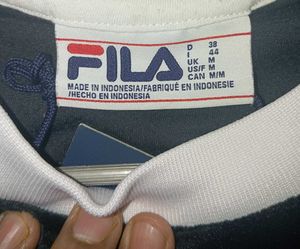 FILA
D 38
I 44
UK M
US/F M
CAN M/M
MADE IN INDONESIA/FABRIQUÉ EN INDONESIE
/HECHO EN INDONESIA